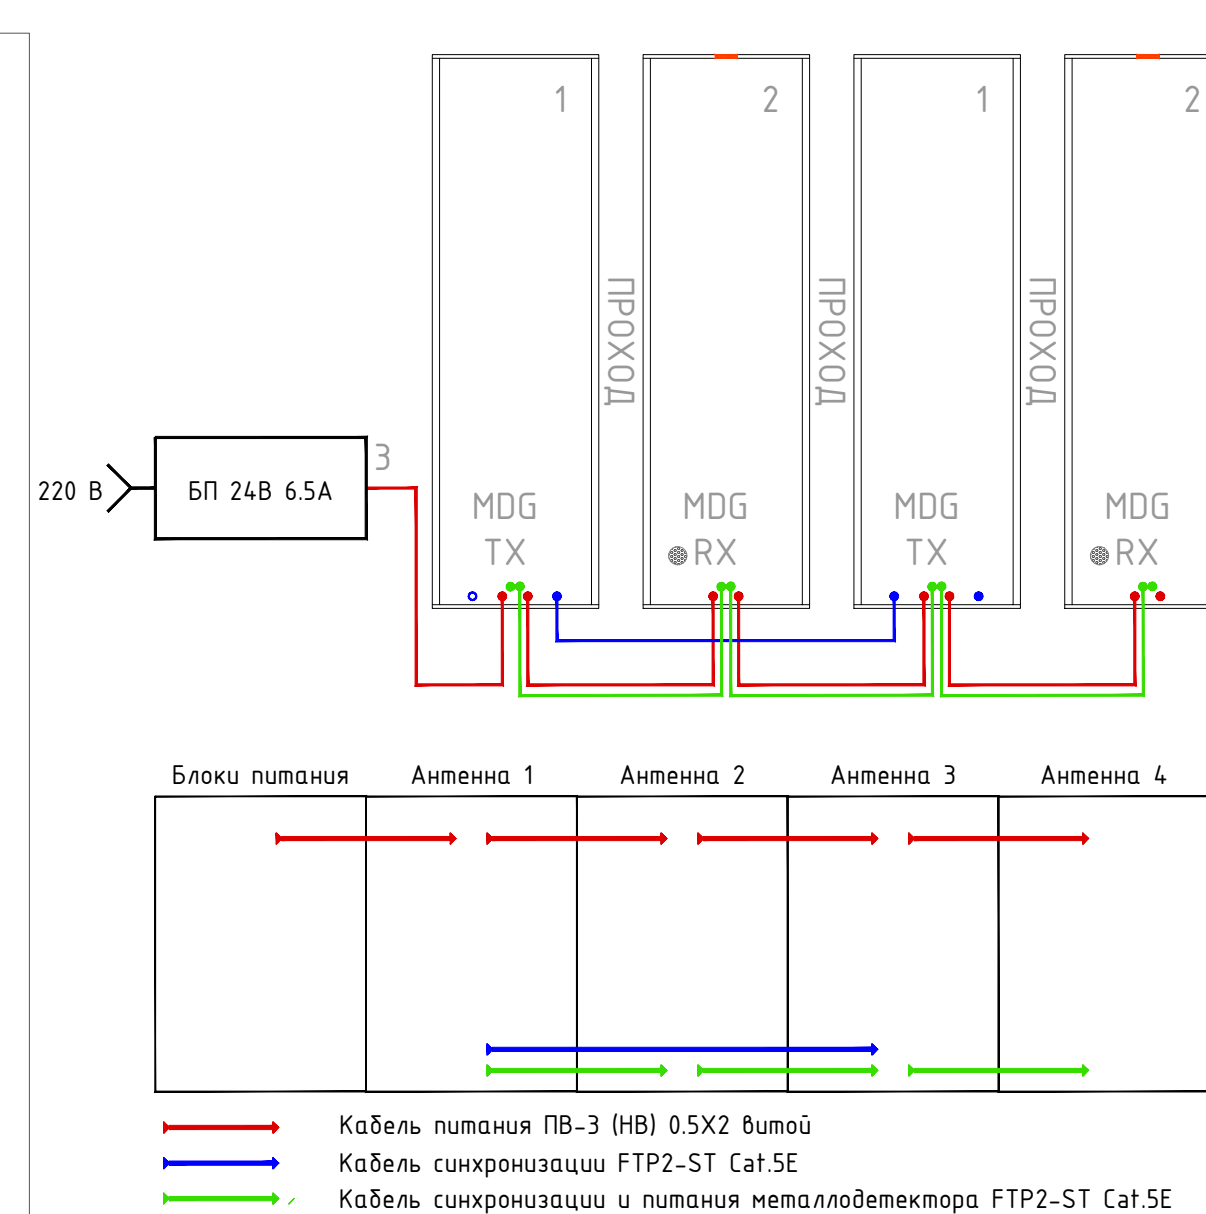 1 2 1 2
ПРОХОД ПРОХОД ПРОХОД
3
220 В БП 24В 6.5А
MDG MDG MDG MDG
TX RX TX RX
Блоки питания Антенна 1 Антенна 2 Антенна 3 Антенна 4
Кабель питания ПВ-3 (НВ) 0.5X2 витой
Кабель синхронизации FTP2-ST Cat.5E
Кабель синхронизации и питания металлодетектора FTP2-ST Cat.5E